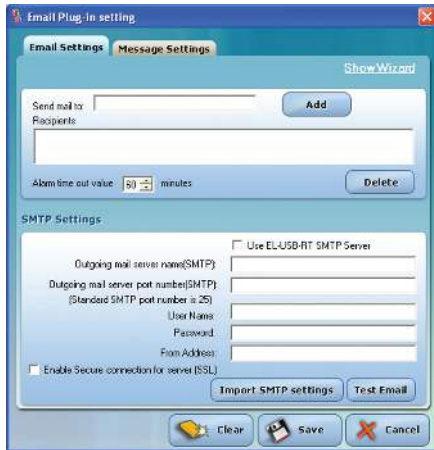 Email Plug-in setting
Email Settings Message Settings
Show Wizard
Send mail to: Add
Recipients
Alarm time out value 60 minutes Delete
SMTP Settings
Use EL-USB-RT SMTP Server
Outgoing mail server name(SMTP):
Outgoing mail server port number(SMTP):
(Standard SMTP port number is 25)
User Name:
Password:
From Address:
Enable Secure connection for server (SSL)
Import SMTP settings Test Email
Clear Save Cancel